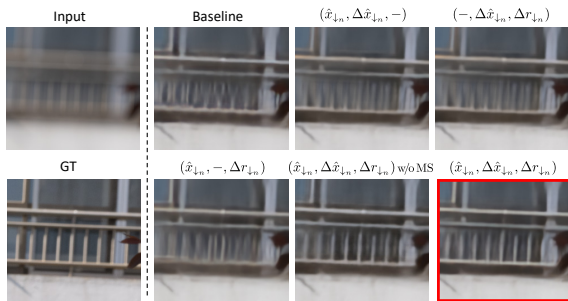 Input Baseline $(\hat{x}_{\downarrow_n}, \Delta\hat{x}_{\downarrow_n}, -)$ $(-, \Delta\hat{x}_{\downarrow_n}, \Delta r_{\downarrow_n})$
GT $(\hat{x}_{\downarrow_n}, -, \Delta r_{\downarrow_n})$ $(\hat{x}_{\downarrow_n}, \Delta\hat{x}_{\downarrow_n}, \Delta r_{\downarrow_n})$ w/o MS $(\hat{x}_{\downarrow_n}, \Delta\hat{x}_{\downarrow_n}, \Delta r_{\downarrow_n})$